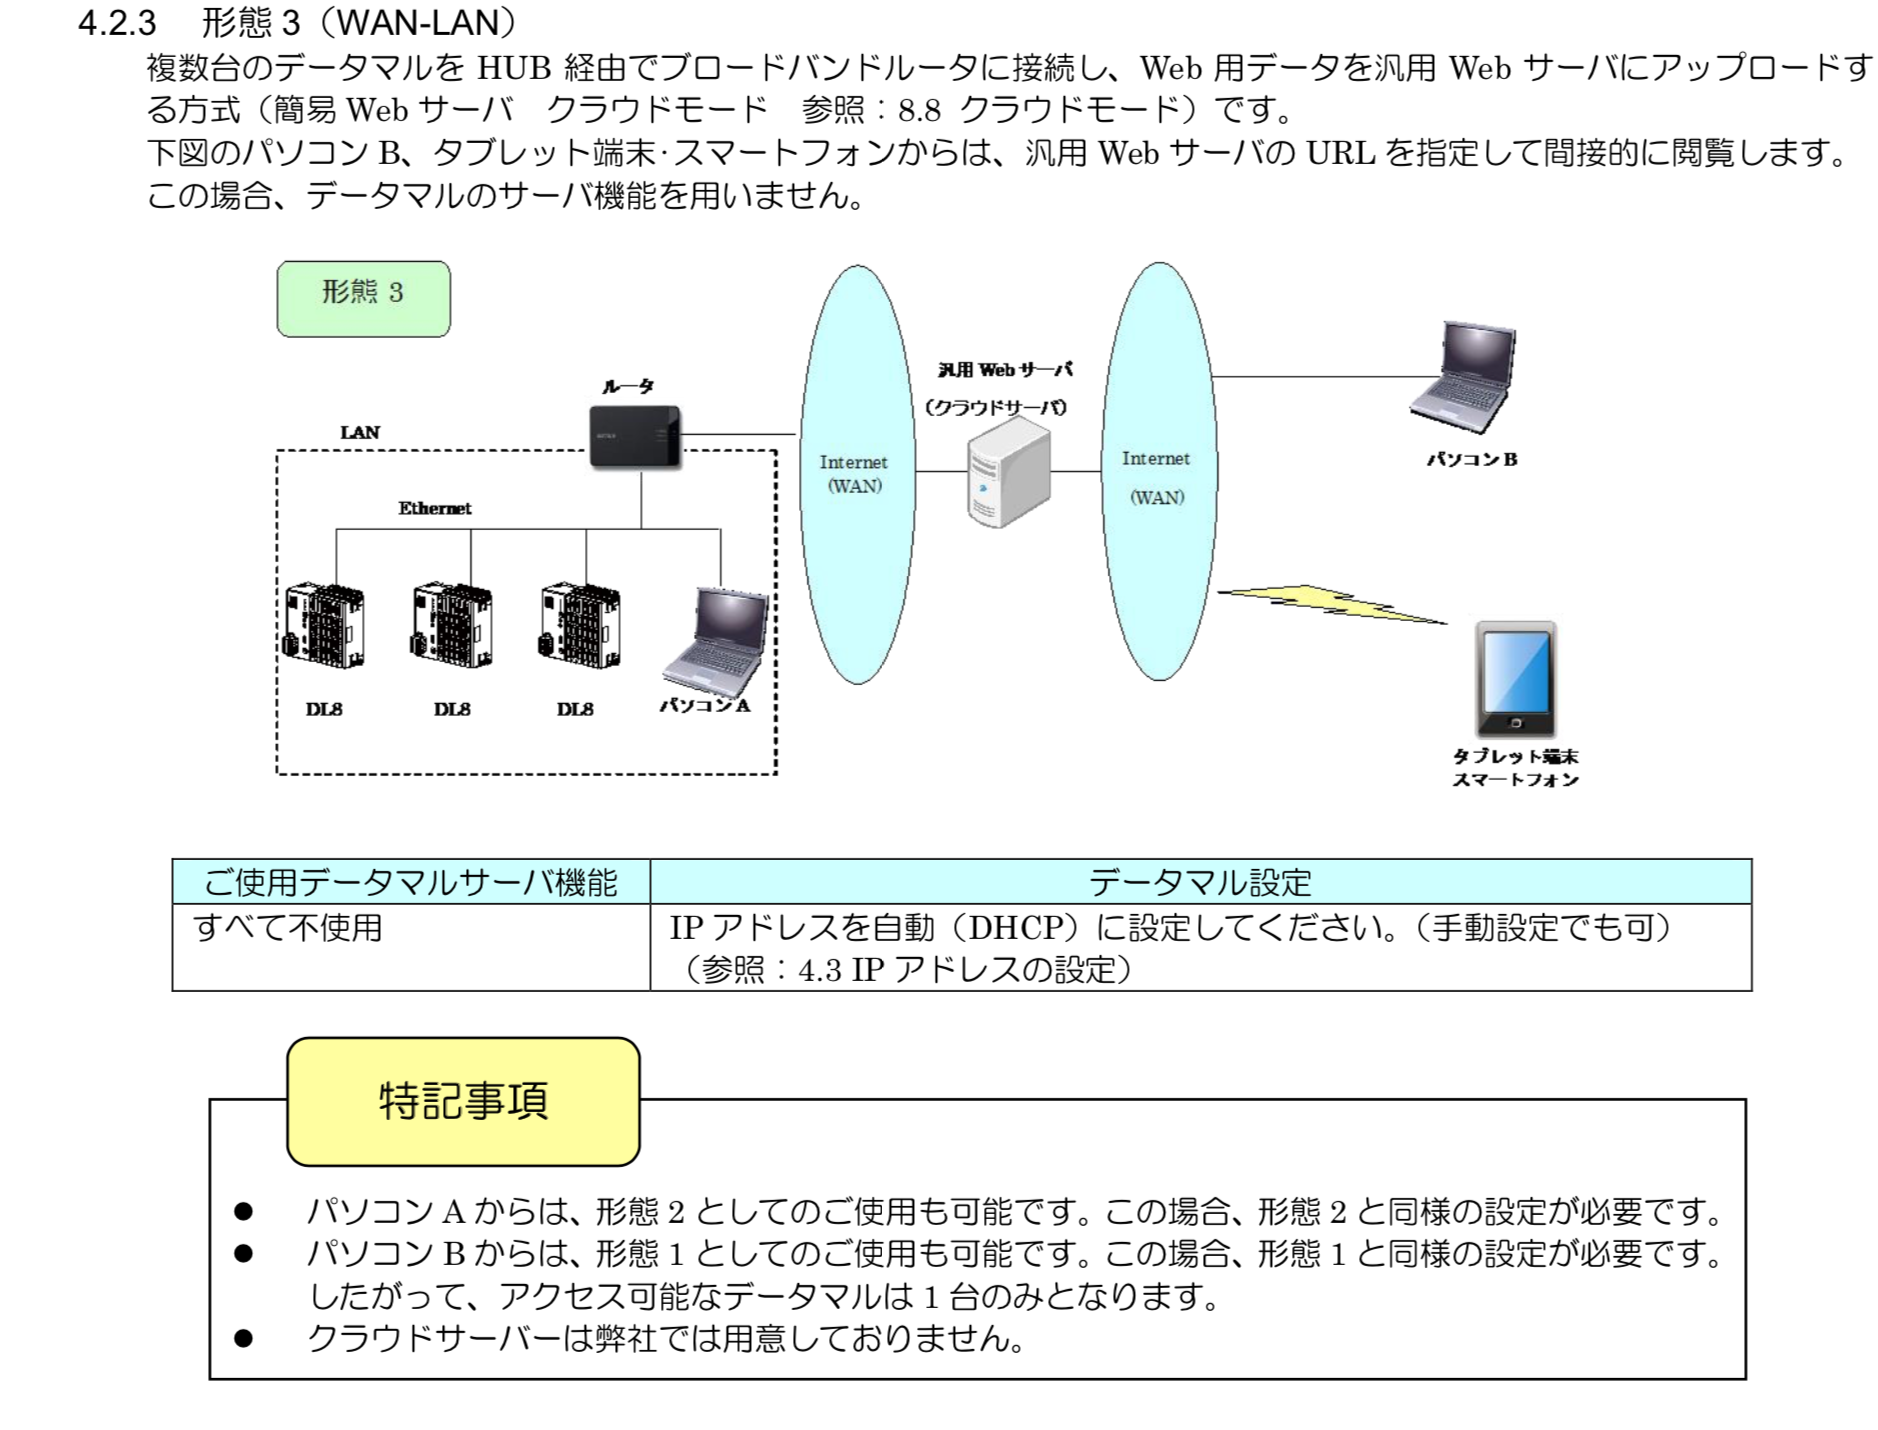 4.2.3 形態 3（WAN-LAN）
複数台のデータマルを HUB 経由でブロードバンドルータに接続し、Web 用データを汎用 Web サーバにアップロードす
る方式（簡易 Web サーバ　クラウドモード　参照：8.8 クラウドモード）です。
下図のパソコン B、タブレット端末･スマートフォンからは、汎用 Web サーバの URL を指定して間接的に閲覧します。
この場合、データマルのサーバ機能を用いません。
形態 3
汎用 Web サーバ
（クラウドサーバ）
ルータ
LAN
Internet
(WAN)
Internet
(WAN)
パソコン B
Ethernet
DL8
DL8
DL8
パソコン A
タブレット端末
スマートフォン
ご使用データマルサーバ機能
データマル設定
すべて不使用
IP アドレスを自動（DHCP）に設定してください。（手動設定でも可）
（参照：4.3 IP アドレスの設定）
特記事項
● パソコン A からは、形態 2 としてのご使用も可能です。この場合、形態 2 と同様の設定が必要です。
● パソコン B からは、形態 1 としてのご使用も可能です。この場合、形態 1 と同様の設定が必要です。
したがって、アクセス可能なデータマルは 1 台のみとなります。
● クラウドサーバーは弊社では用意しておりません。